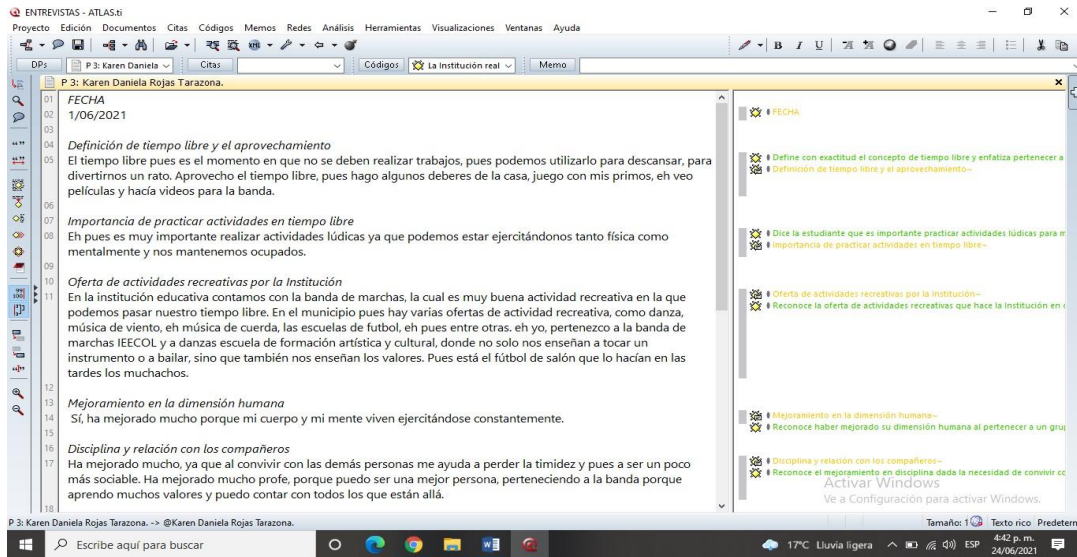 ENTREVISTAS - ATLAS.ti
Proyecto Edición Documentos Citas Códigos Memos Redes Análisis Herramientas Visualizaciones Ventanas Ayuda
DPs P 3: Karen Daniela Citas Códigos La Institución real Memo
P 3: Karen Daniela Rojas Tarazona.
01 FECHA
02 1/06/2021
03
04 Definición de tiempo libre y el aprovechamiento
05 El tiempo libre pues es el momento en que no se deben realizar trabajos, pues podemos utilizarlo para descansar, para
divertirnos un rato. Aprovecho el tiempo libre, pues hago algunos deberes de la casa, juego con mis primos, eh veo
películas y hacía videos para la banda.
06
07 Importancia de practicar actividades en tiempo libre
08 Eh pues es muy importante realizar actividades lúdicas ya que podemos estar ejercitándonos tanto física como
mentalmente y nos mantenemos ocupados.
09
10 Oferta de actividades recreativas por la Institución
11 En la institución educativa contamos con la banda de marchas, la cual es muy buena actividad recreativa en la que
podemos pasar nuestro tiempo libre. En el municipio pues hay varias ofertas de actividad recreativa, como danza,
música de viento, eh música de cuerda, las escuelas de futbol, eh pues entre otras. eh yo, pertenezco a la banda de
marchas IEECOL y a danzas escuela de formación artística y cultural, donde no solo nos enseñan a tocar un
instrumento o a bailar, sino que también nos enseñan los valores. Pues está el fútbol de salón que lo hacían en las
tardes los muchachos.
12
13 Mejoramiento en la dimensión humana
14 Sí, ha mejorado mucho porque mi cuerpo y mi mente viven ejercitándose constantemente.
15
16 Disciplina y relación con los compañeros
17 Ha mejorado mucho, ya que al convivir con las demás personas me ayuda a perder la timidez y pues a ser un poco
más sociable. Ha mejorado mucho profe, porque puedo ser una mejor persona, perteneciendo a la banda porque
aprendo muchos valores y puedo contar con todos los que están allá.
18
FECHA
Define con exactitud el concepto de tiempo libre y enfatiza pertenecer a
Definición de tiempo libre y el aprovechamiento~
Dice la estudiante que es importante practicar actividades lúdicas para m
Importancia de practicar actividades en tiempo libre~
Oferta de actividades recreativas por la Institución~
Reconoce la oferta de actividades recreativas que hace la Institución en
Mejoramiento en la dimensión humana~
Reconoce haber mejorado su dimensión humana al pertenecer a un gru
Disciplina y relación con los compañeros~
Reconoce el mejoramiento en disciplina dada la necesidad de convivir co
Activar Windows
Ve a Configuración para activar Windows.
P 3: Karen Daniela Rojas Tarazona. -> @Karen Daniela Rojas Tarazona. Tamaño: 1 Texto rico Predetern
Escribe aquí para buscar 17°C Lluvia ligera ESP 4:42 p. m.
24/06/2021